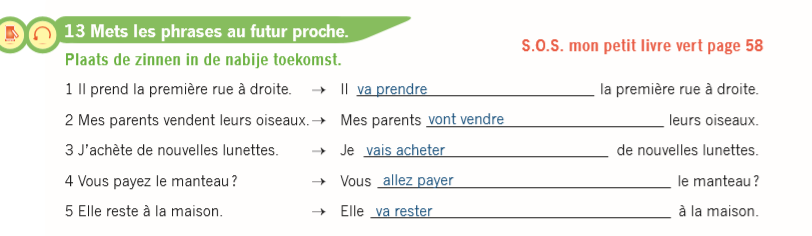 13 Mets les phrases au futur proche.
S.O.S. mon petit livre vert page 58
Plaats de zinnen in de nabije toekomst.
1 Il prend la première rue à droite. → Il va prendre la première rue à droite.
2 Mes parents vendent leurs oiseaux. → Mes parents vont vendre leurs oiseaux.
3 J'achète de nouvelles lunettes. → Je vais acheter de nouvelles lunettes.
4 Vous payez le manteau? → Vous allez payer le manteau?
5 Elle reste à la maison. → Elle va rester à la maison.